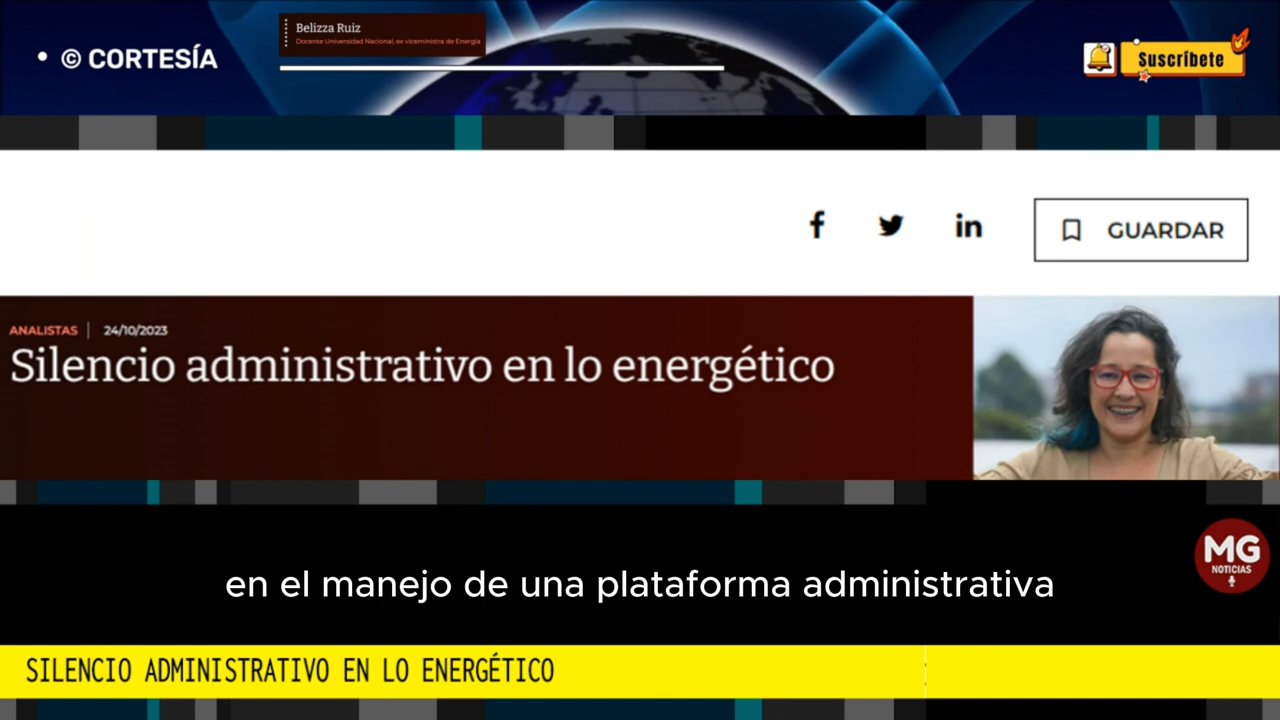 Belizza Ruiz
Docente Universidad Nacional, ex viceministra de Energía
• © CORTESÍA
Suscríbete
GUARDAR
ANALISTAS | 24/10/2023
Silencio administrativo en lo energético
MG
NOTICIAS
en el manejo de una plataforma administrativa
SILENCIO ADMINISTRATIVO EN LO ENERGÉTICO